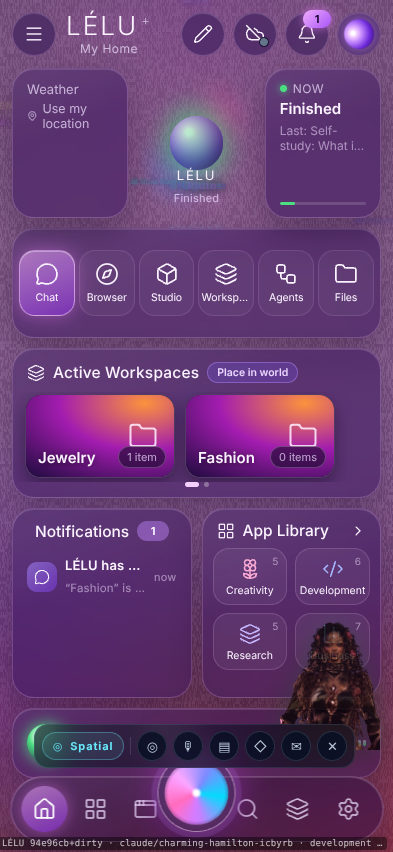 LÉLU +
My Home
1
Weather
Use my
location
LÉLU
Finished
NOW
Finished
Last: Self-
study: What i...
Chat
Browser
Studio
Worksp...
Agents
Files
Active Workspaces
Place in world
Jewelry
1 item
Fashion
0 items
Notifications
1
LÉLU has ...
now
“Fashion” is ...
App Library
5
Creativity
6
Development
5
Research
7
Spatial
LÉLU 94e96cb+dirty · claude/charming-hamilton-icbyrb · development …